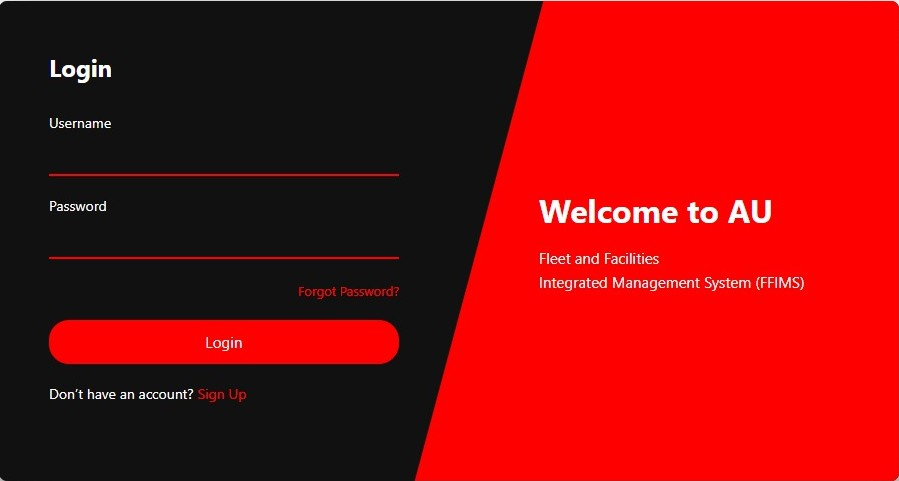 Login
Username
Password
Forgot Password?
Login
Don’t have an account? Sign Up
Welcome to AU
Fleet and Facilities
Integrated Management System (FFIMS)